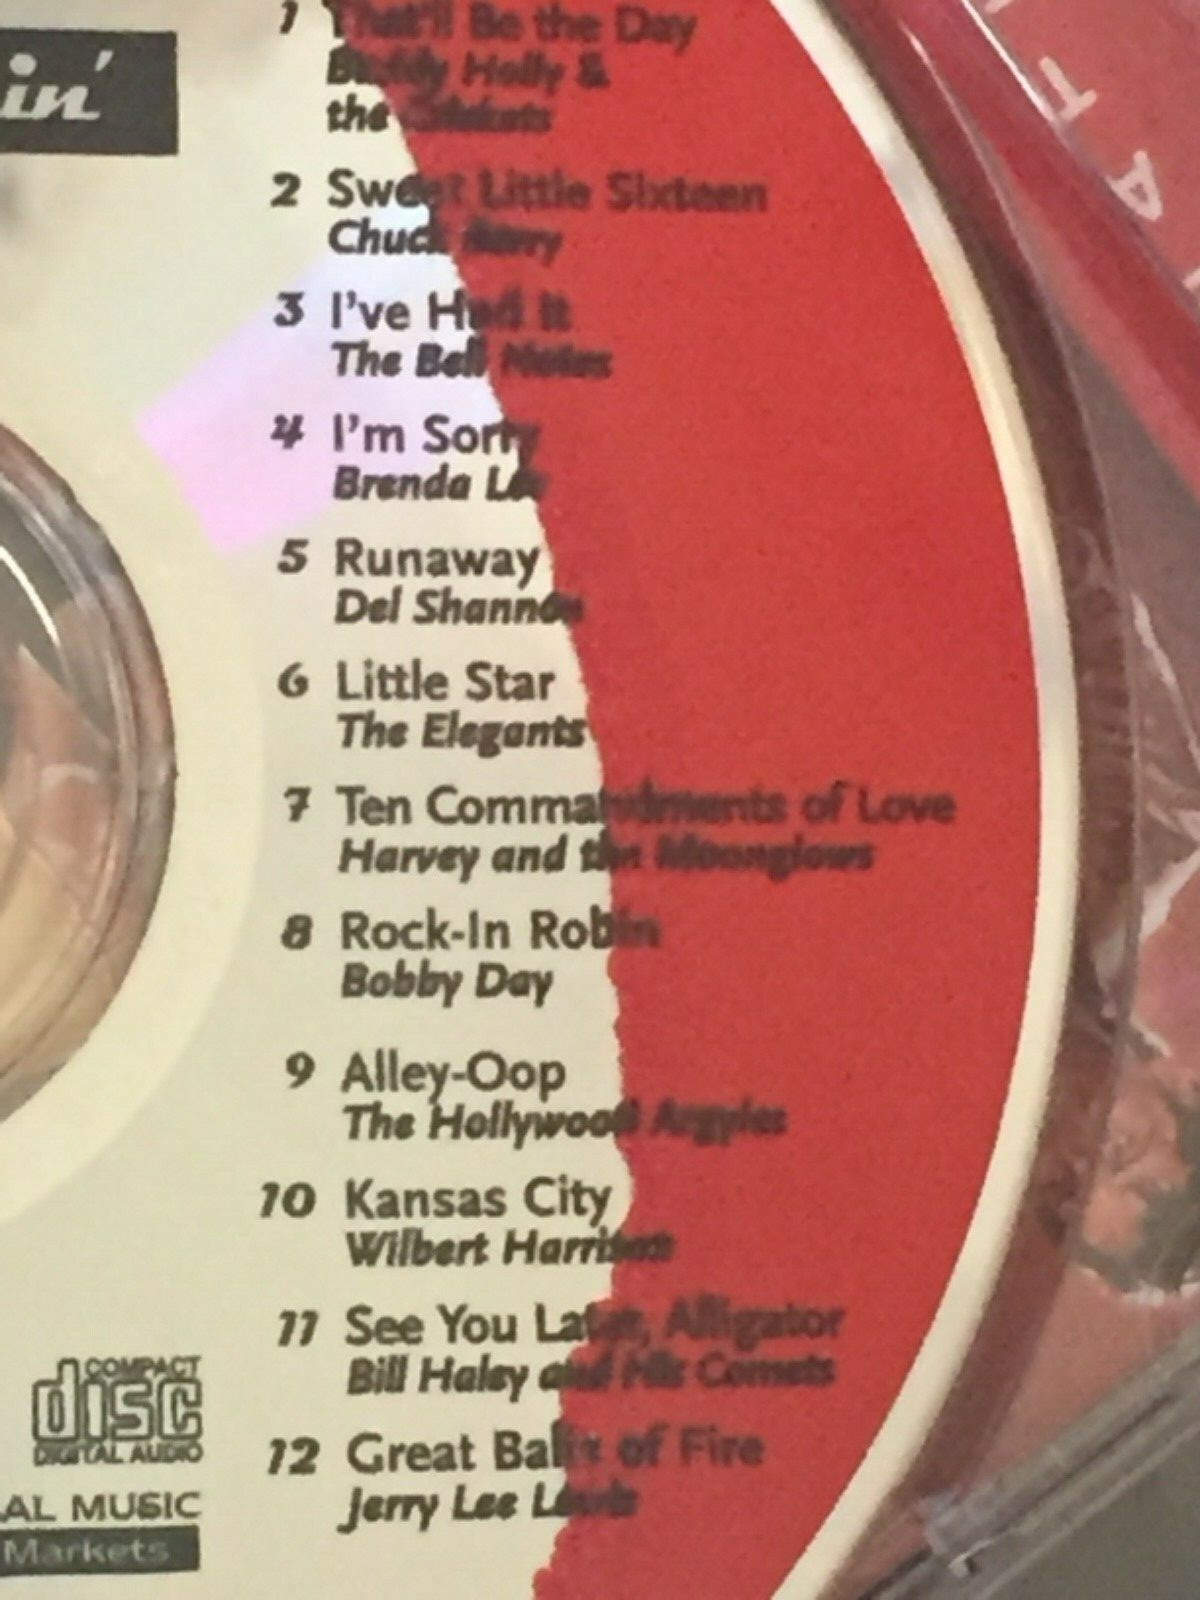 in'
1 That'll Be the Day
Buddy Holly &
the Crickets
2 Sweet Little Sixteen
Chuck Berry
3 I've Had It
The Bell Notes
4 I'm Sorry
Brenda Lee
5 Runaway
Del Shannon
6 Little Star
The Elegants
7 Ten Commandments of Love
Harvey and the Moonglows
8 Rock-In Robin
Bobby Day
9 Alley-Oop
The Hollywood Argyles
10 Kansas City
Wilbert Harrison
11 See You Later, Alligator
Bill Haley and His Comets
12 Great Balls of Fire
Jerry Lee Lewis
COMPACT
disc
DIGITAL AUDIO
AL MUSIC
Markets
T A